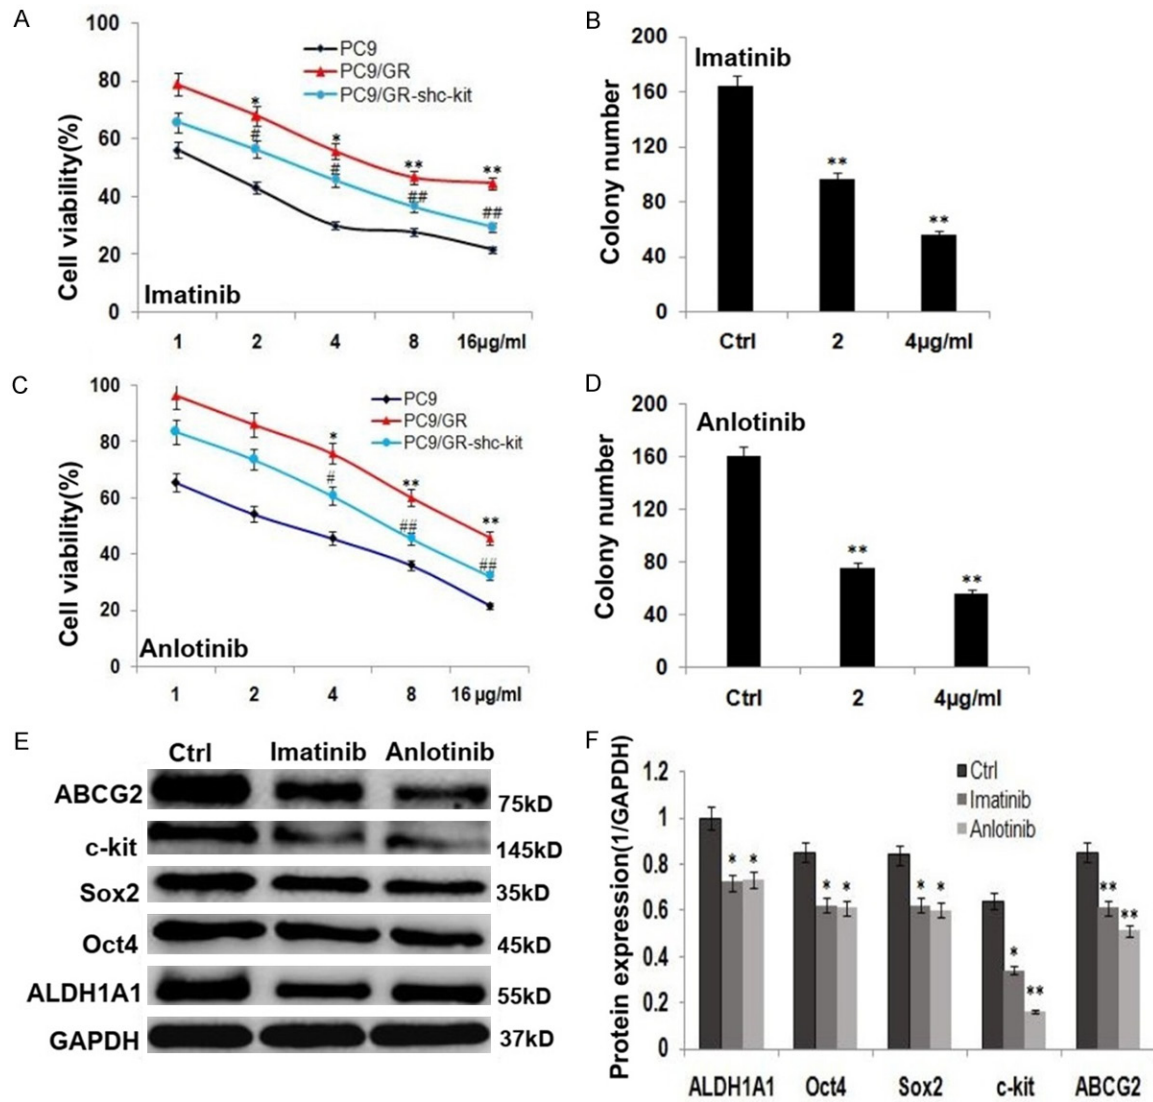 A
100
80
60
40
20
0
Cell viability(%)
PC9
PC9/GR
PC9/GR-shc-kit
*
#
*
#
**
##
**
##
Imatinib
1 2 4 8 16µg/ml
B
200
160
120
80
40
0
Colony number
Imatinib
**
**
Ctrl 2 4µg/ml
C
100
80
60
40
20
0
Cell viability(%)
PC9
PC9/GR
PC9/GR-shc-kit
*
#
**
##
**
##
Anlotinib
1 2 4 8 16 µg/ml
D
200
160
120
80
40
0
Colony number
Anlotinib
**
**
Ctrl 2 4µg/ml
E
Ctrl Imatinib Anlotinib
ABCG2 75kD
c-kit 145kD
Sox2 35kD
Oct4 45kD
ALDH1A1 55kD
GAPDH 37kD
F
1.2
1
0.8
0.6
0.4
0.2
0
Protein expression(1/GAPDH)
Ctrl
Imatinib
Anlotinib
* *
* *
* *
* **
** **
ALDH1A1 Oct4 Sox2 c-kit ABCG2